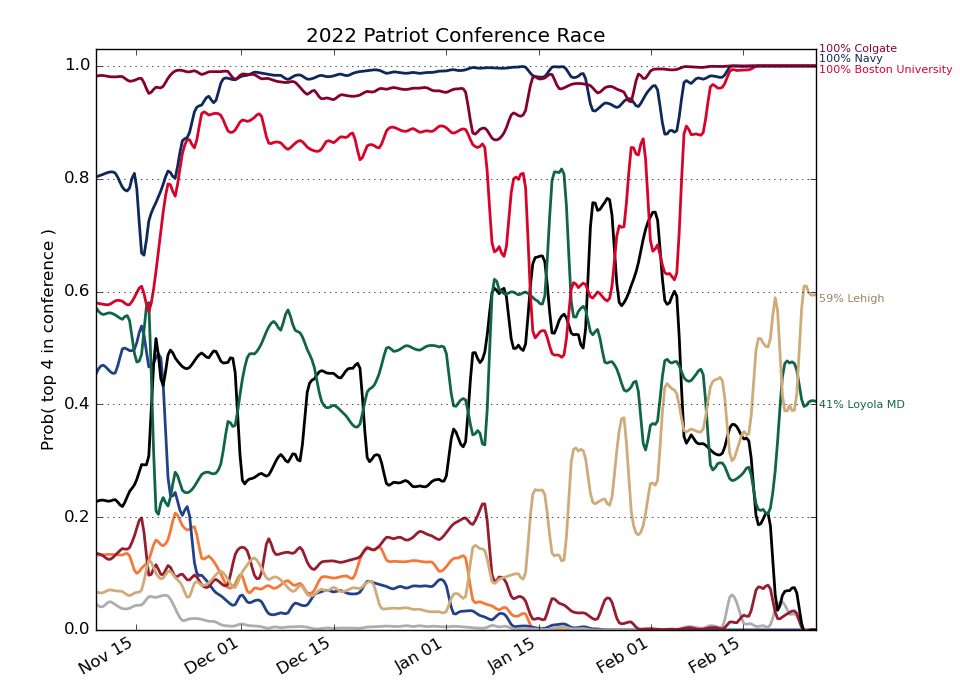 2022 Patriot Conference Race
100% Colgate
100% Navy
100% Boston University
59% Lehigh
41% Loyola MD
Prob( top 4 in conference )
1.0
0.8
0.6
0.4
0.2
0.0
Nov 15
Dec 01
Dec 15
Jan 01
Jan 15
Feb 01
Feb 15